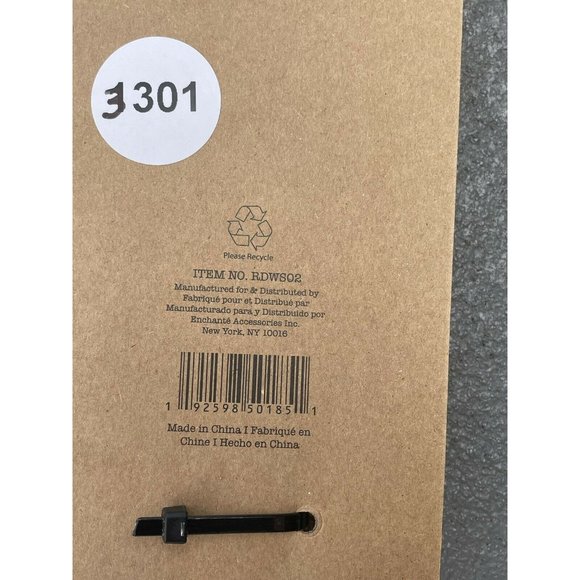 3301
Please Recycle
ITEM NO. RDWS02
Manufactured for & Distributed by
Fabriqué pour et Distribué par
Manufacturado para y Distribuido por
Enchanté Accessories Inc.
New York, NY 10016
1 92598 50185 1
Made in China I Fabriqué en
Chine I Hecho en China